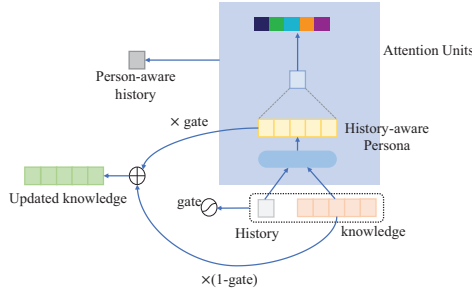 Attention Units
Person-aware
history
× gate
History-aware
Persona
Updated knowledge
gate
History
knowledge
×(1-gate)